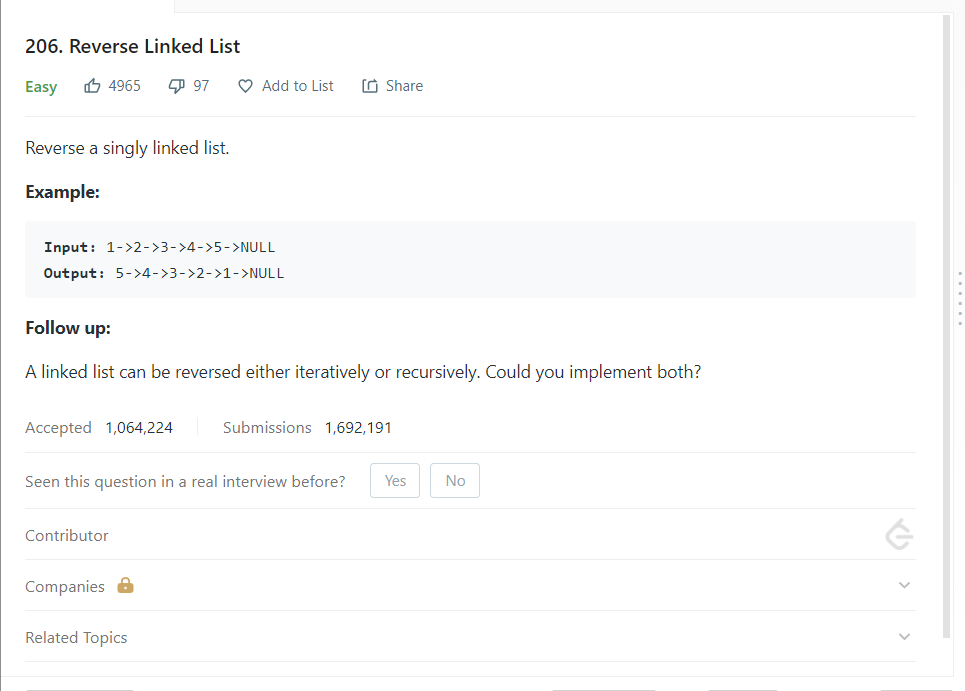 206. Reverse Linked List
Easy 4965 97 Add to List Share
Reverse a singly linked list.
Example:
Input: 1->2->3->4->5->NULL
Output: 5->4->3->2->1->NULL
Follow up:
A linked list can be reversed either iteratively or recursively. Could you implement both?
Accepted 1,064,224 Submissions 1,692,191
Seen this question in a real interview before? Yes No
Contributor
Companies
Related Topics